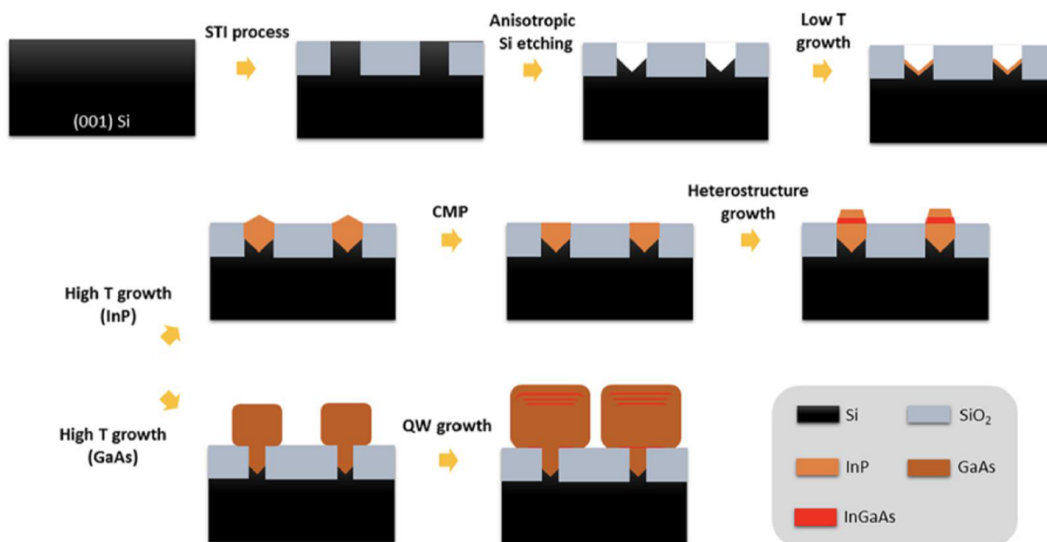 STI process
Anisotropic
Si etching
Low T
growth
(001) Si
CMP
Heterostructure
growth
High T growth
(InP)
High T growth
(GaAs)
QW growth
Si
SiO₂
InP
GaAs
InGaAs